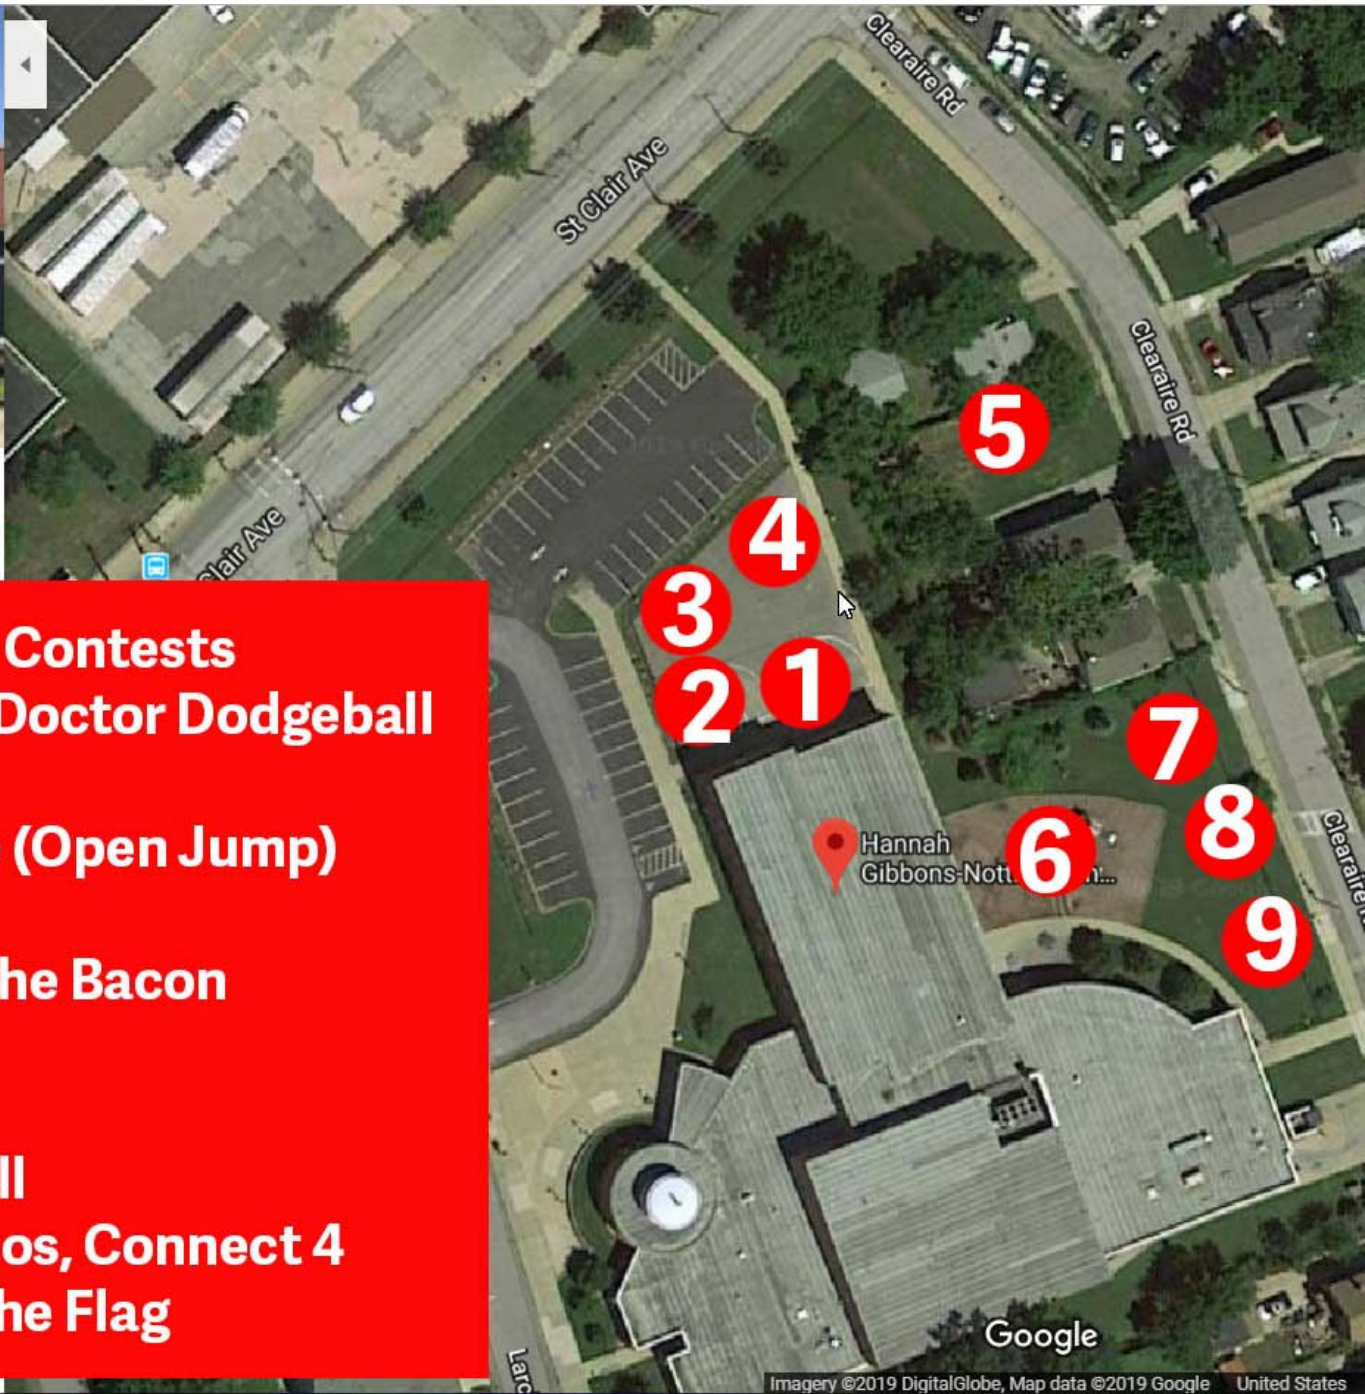 Clearaire Rd
St Clair Ave
Clearaire Rd
5
4
Clair Ave
3
1
2
Contests
Doctor Dodgeball
7
8
(Open Jump)
Hannah
Gibbons-Nott
6
Clearaire
9
he Bacon
ll
os, Connect 4
he Flag
Google
Larc
Imagery ©2019 DigitalGlobe, Map data ©2019 Google United States